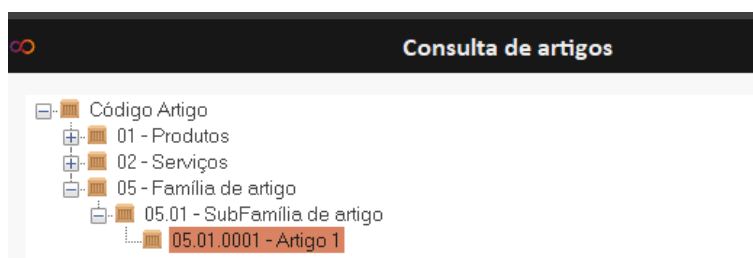 Consulta de artigos
Código Artigo
01 - Produtos
02 - Serviços
05 - Família de artigo
05.01 - SubFamília de artigo
05.01.0001 - Artigo 1